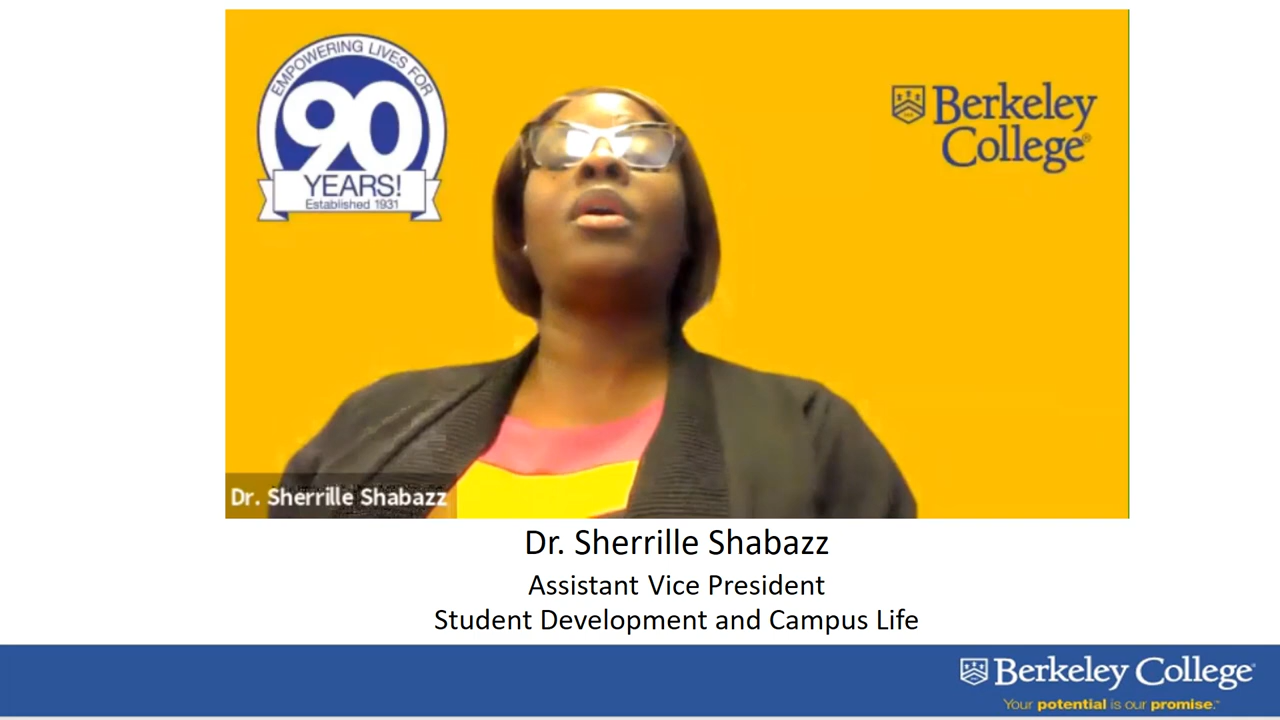 EMPOWERING LIVES FOR
90
YEARS!
Established 1931
Berkeley
College®
Dr. Sherrille Shabazz
Dr. Sherrille Shabazz
Assistant Vice President
Student Development and Campus Life
Berkeley College®
Your potential is our promise.℠